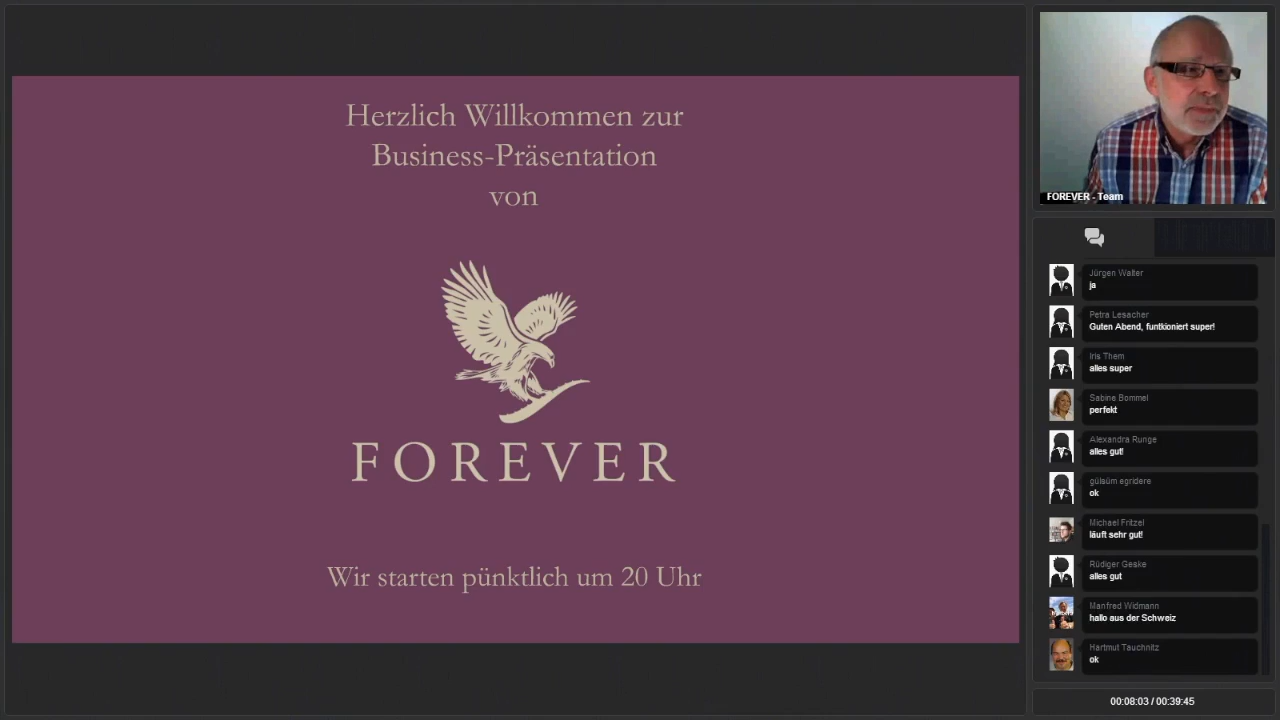 Herzlich Willkommen zur
Business-Präsentation
von
FOREVER
Wir starten pünktlich um 20 Uhr
FOREVER - Team
Jürgen Walter
ja
Petra Lesacher
Guten Abend, funtkioniert super!
Iris Them
alles super
Sabine Bommel
perfekt
Alexandra Runge
alles gut!
gülsüm egridere
ok
Michael Fritzel
läuft sehr gut!
Rüdiger Geske
alles gut
Manfred Widmann
hallo aus der Schweiz
Hartmut Tauchnitz
ok
00:08:03 / 00:39:45